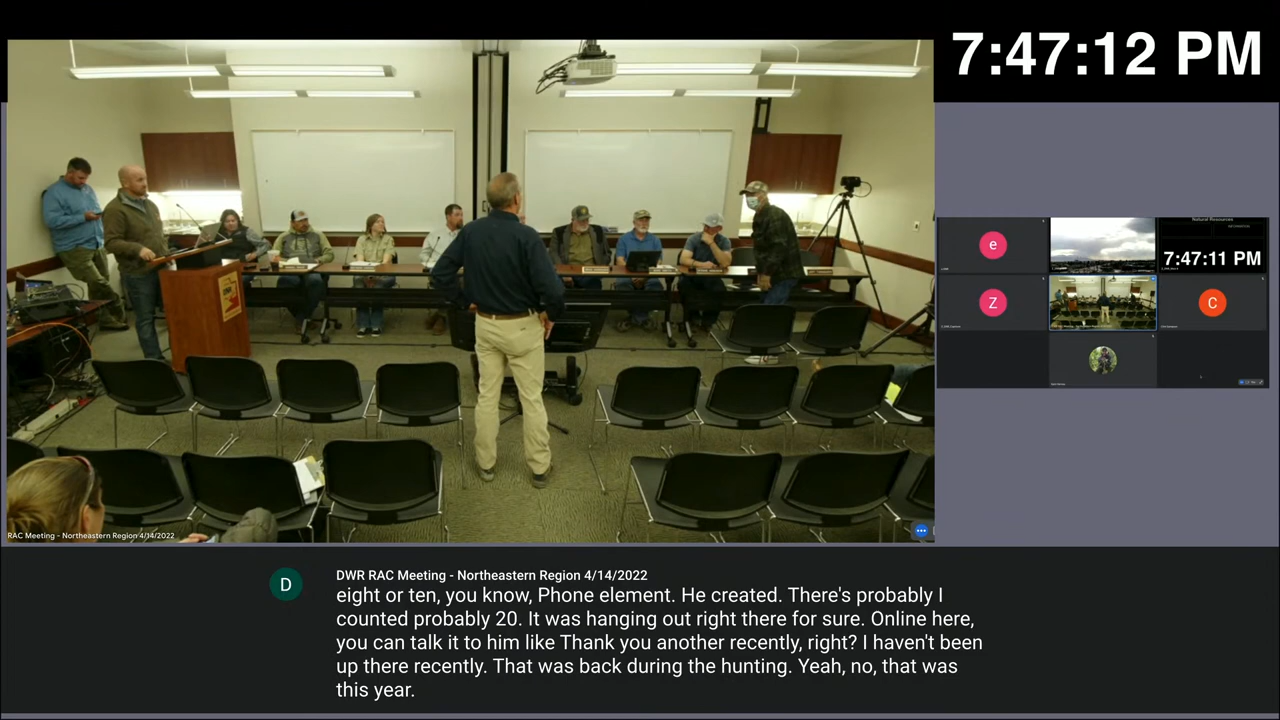 7:47:12 PM
Natural Resources
7:47:11 PM
e
Z
C
RAC Meeting - Northeastern Region 4/14/2022
D
DWR RAC Meeting - Northeastern Region 4/14/2022
eight or ten, you know, Phone element. He created. There's probably I
counted probably 20. It was hanging out right there for sure. Online here,
you can talk it to him like Thank you another recently, right? I haven't been
up there recently. That was back during the hunting. Yeah, no, that was
this year.